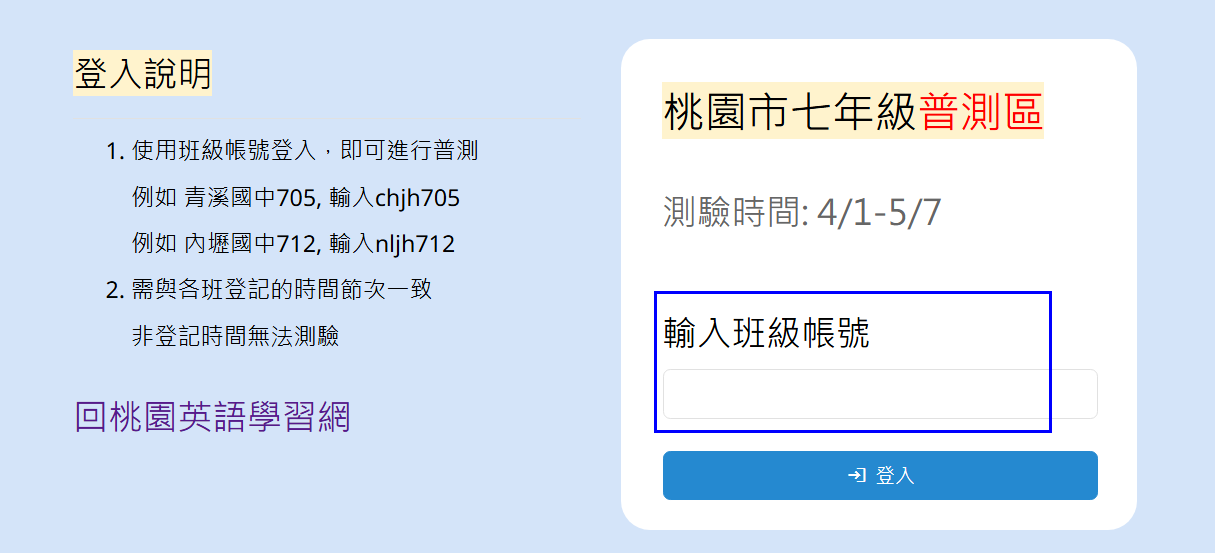 登入說明
1. 使用班級帳號登入，即可進行普測
例如 青溪國中705, 輸入chjh705
例如 內壢國中712, 輸入nljh712
2. 需與各班登記的時間節次一致
非登記時間無法測驗
回桃園英語學習網
桃園市七年級普測區
測驗時間: 4/1-5/7
輸入班級帳號
登入